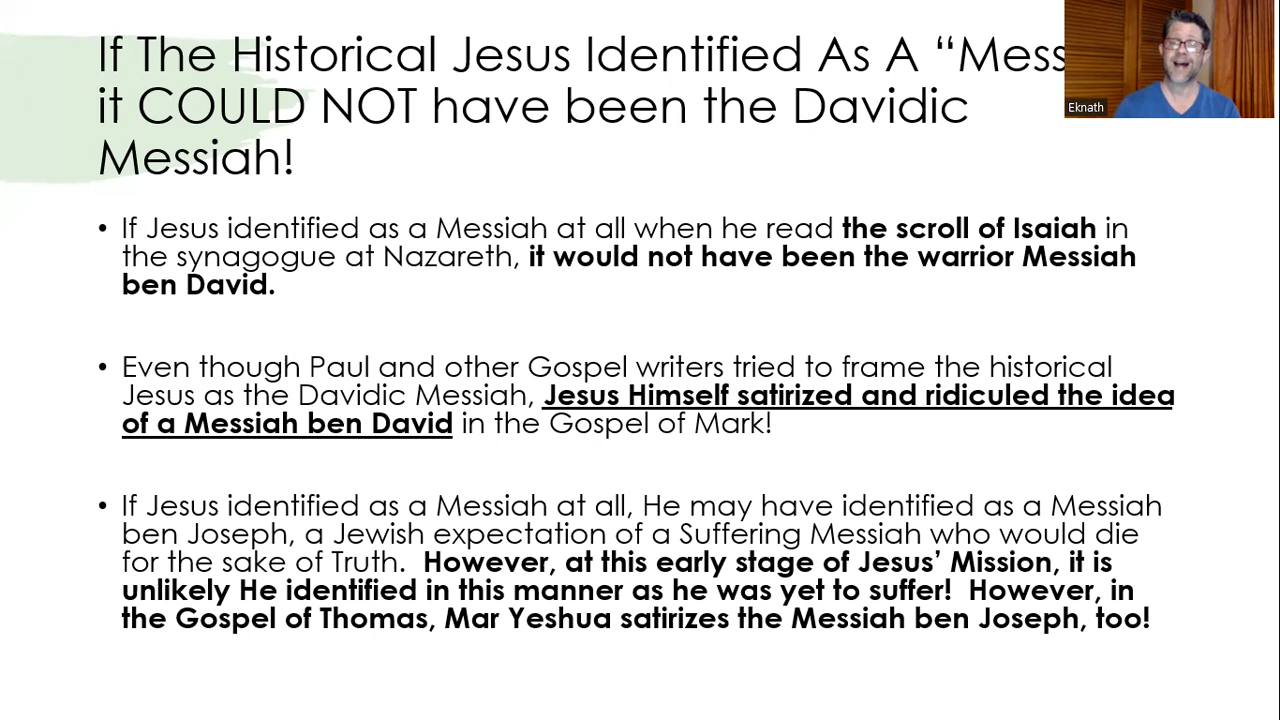 If The Historical Jesus Identified As A “Mess
it COULD NOT have been the Davidic
Messiah!
Eknath
• If Jesus identified as a Messiah at all when he read the scroll of Isaiah in
the synagogue at Nazareth, it would not have been the warrior Messiah
ben David.
• Even though Paul and other Gospel writers tried to frame the historical
Jesus as the Davidic Messiah, Jesus Himself satirized and ridiculed the idea
of a Messiah ben David in the Gospel of Mark!
• If Jesus identified as a Messiah at all, He may have identified as a Messiah
ben Joseph, a Jewish expectation of a Suffering Messiah who would die
for the sake of Truth. However, at this early stage of Jesus’ Mission, it is
unlikely He identified in this manner as he was yet to suffer! However, in
the Gospel of Thomas, Mar Yeshua satirizes the Messiah ben Joseph, too!